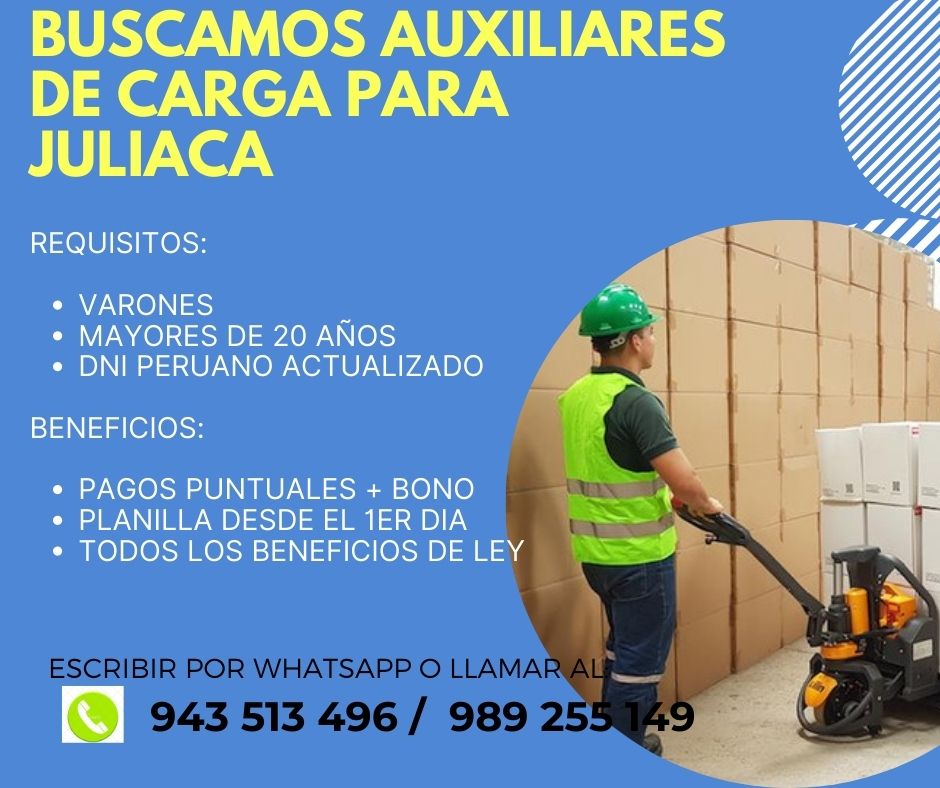 BUSCAMOS AUXILIARES
DE CARGA PARA
JULIACA
REQUISITOS:
• VARONES
• MAYORES DE 20 AÑOS
• DNI PERUANO ACTUALIZADO
BENEFICIOS:
• PAGOS PUNTUALES + BONO
• PLANILLA DESDE EL 1ER DIA
• TODOS LOS BENEFICIOS DE LEY
ESCRIBIR POR WHATSAPP O LLAMAR AL:
943 513 496 / 989 255 149